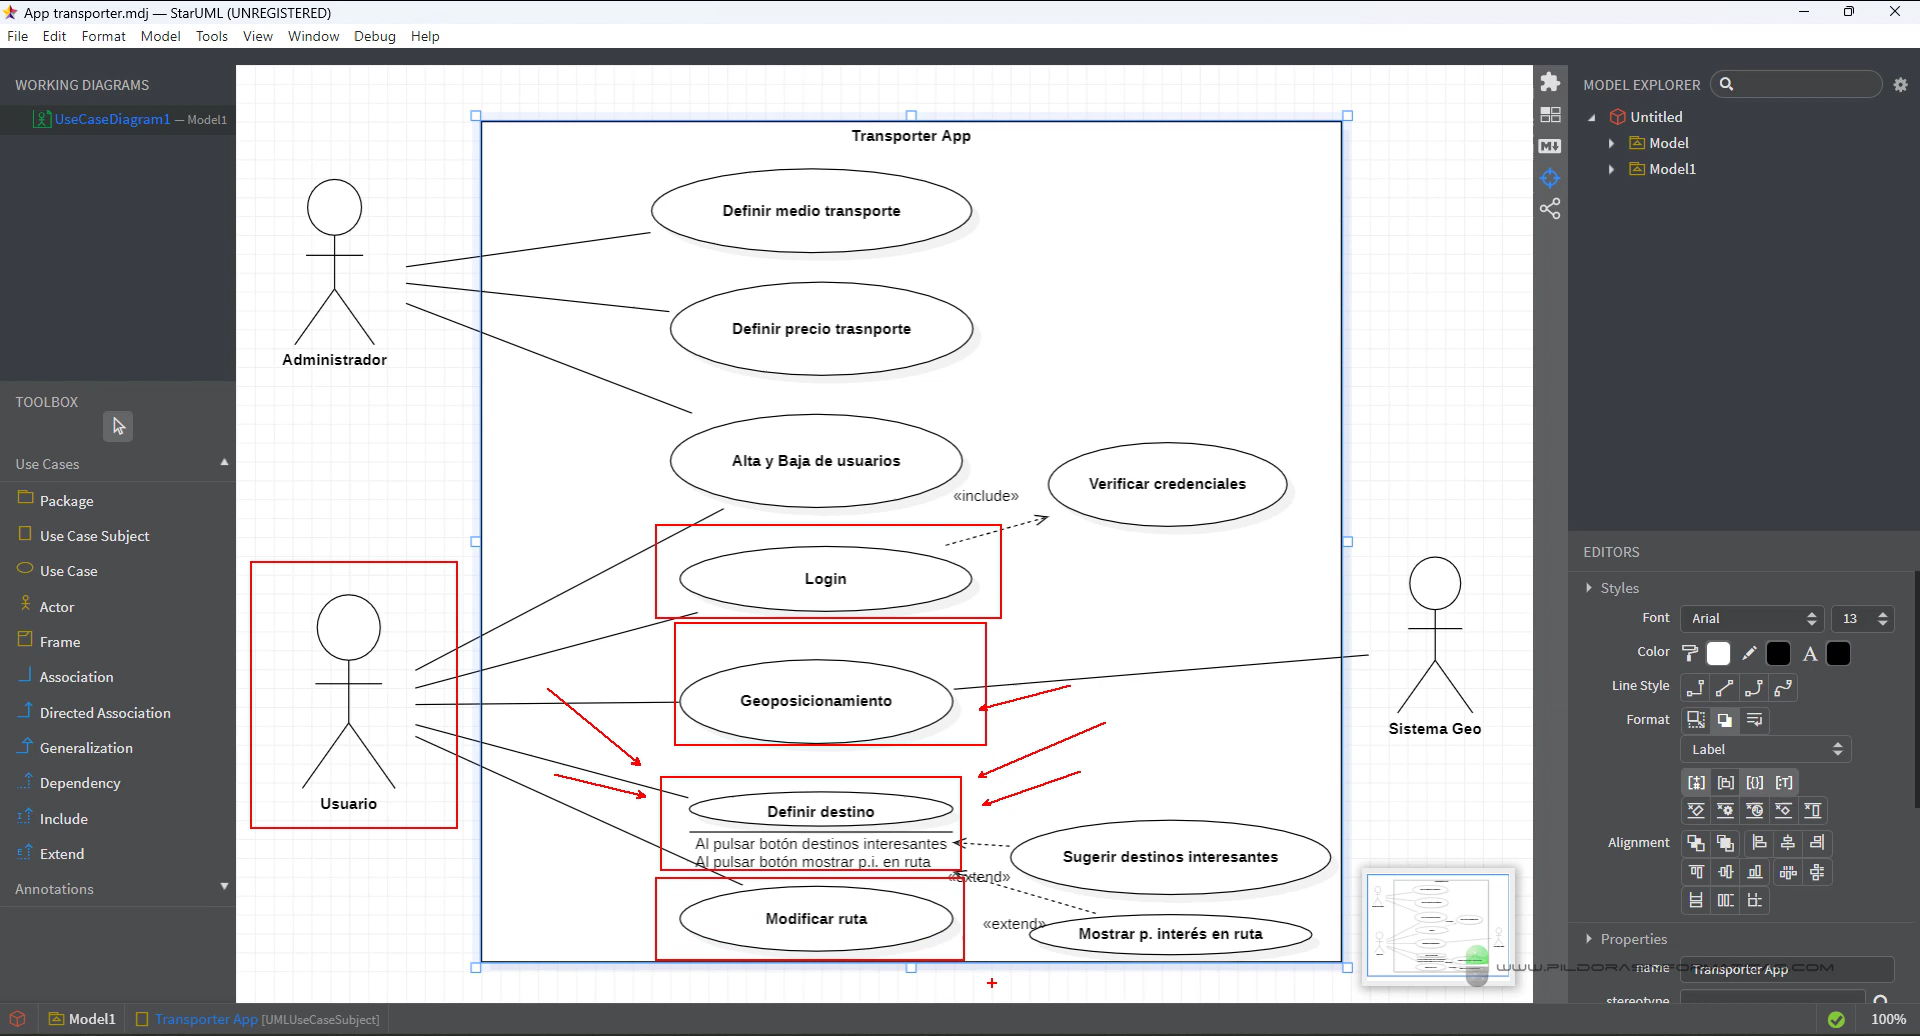 App transporter.mdj — StarUML (UNREGISTERED)
File Edit Format Model Tools View Window Debug Help
WORKING DIAGRAMS
UseCaseDiagram1 — Model1
TOOLBOX
Use Cases
Package
Use Case Subject
Use Case
Actor
Frame
Association
Directed Association
Generalization
Dependency
Include
Extend
Annotations
Transporter App
Definir medio transporte
Definir precio trasnporte
Administrador
Alta y Baja de usuarios
Verificar credenciales
«include»
Login
Geoposicionamiento
Sistema Geo
Usuario
Definir destino
Al pulsar botón destinos interesantes
Al pulsar botón mostrar p.i. en ruta
Sugerir destinos interesantes
«extend»
Modificar ruta
«extend»
Mostrar p. interés en ruta
MODEL EXPLORER
Untitled
Model
Model1
EDITORS
Styles
Font Arial 13
Color A
Line Style
Format
Label
Alignment
Properties
name Transporter App
WWW.PILDORASINFORMATICAS.COM
stereotype
Model1 Transporter App [UMLUseCaseSubject] 100%